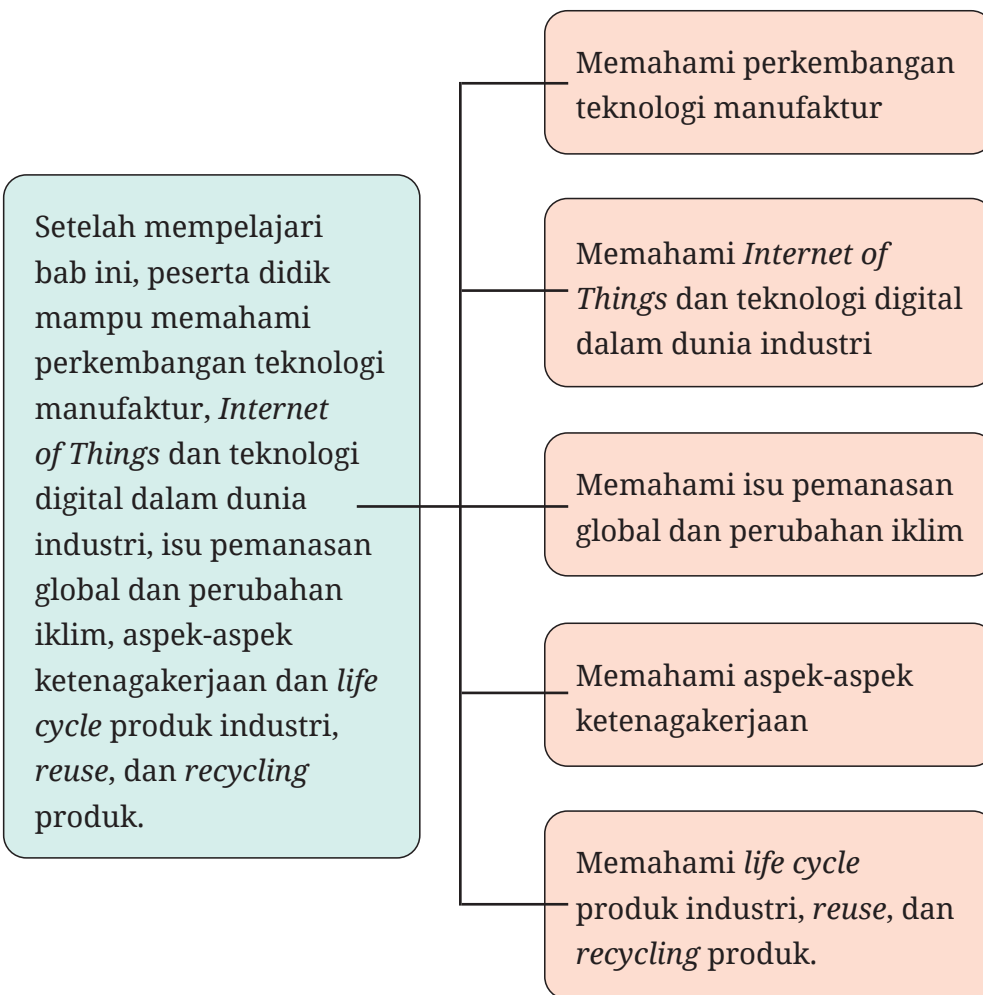 Setelah mempelajari
bab ini, peserta didik
mampu memahami
perkembangan teknologi
manufaktur, Internet
of Things dan teknologi
digital dalam dunia
industri, isu pemanasan
global dan perubahan
iklim, aspek-aspek
ketenagakerjaan dan life
cycle produk industri,
reuse, dan recycling
produk.
Memahami perkembangan
teknologi manufaktur
Memahami Internet of
Things dan teknologi digital
dalam dunia industri
Memahami isu pemanasan
global dan perubahan iklim
Memahami aspek-aspek
ketenagakerjaan
Memahami life cycle
produk industri, reuse, dan
recycling produk.